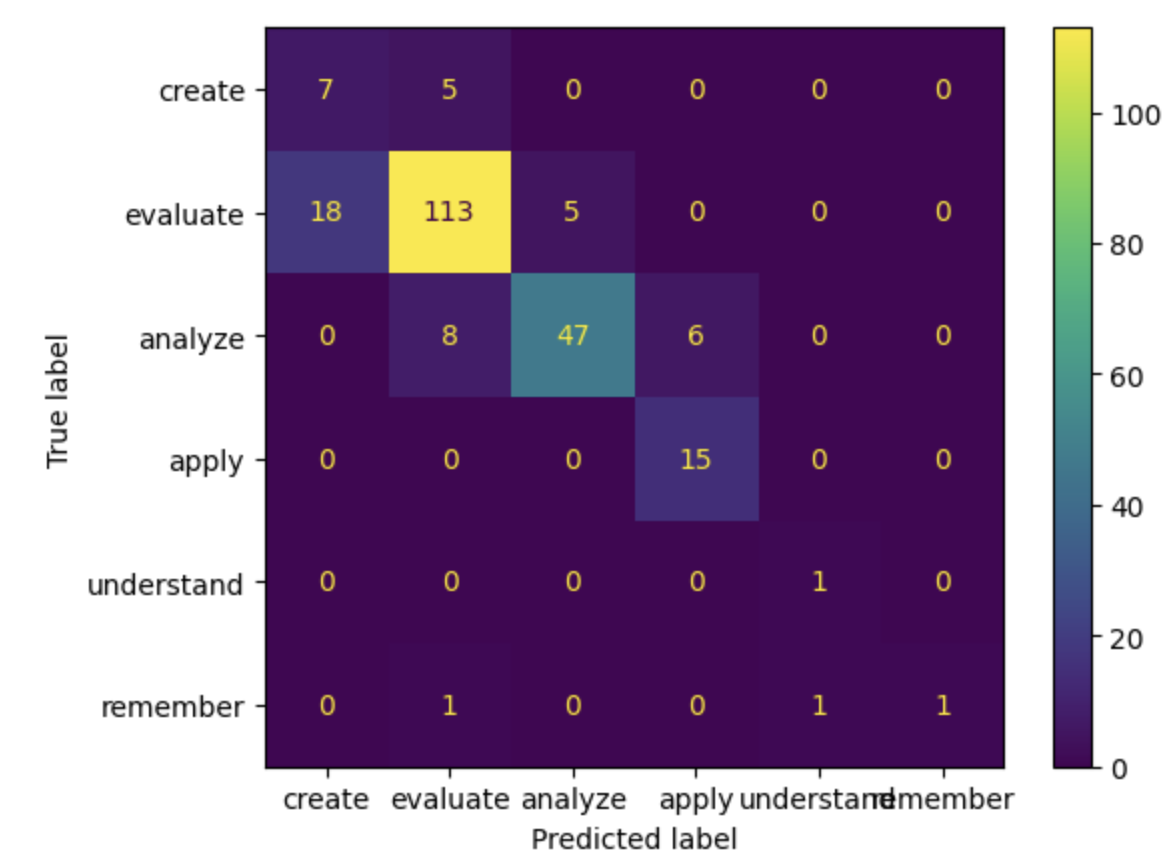 create 7 5 0 0 0 0
100
evaluate 18 113 5 0 0 0
80
analyze 0 8 47 6 0 0
60
True label
apply 0 0 0 15 0 0
40
understand 0 0 0 0 1 0
20
remember 0 1 0 0 1 1
0
create evaluate analyze apply understand remember
Predicted label